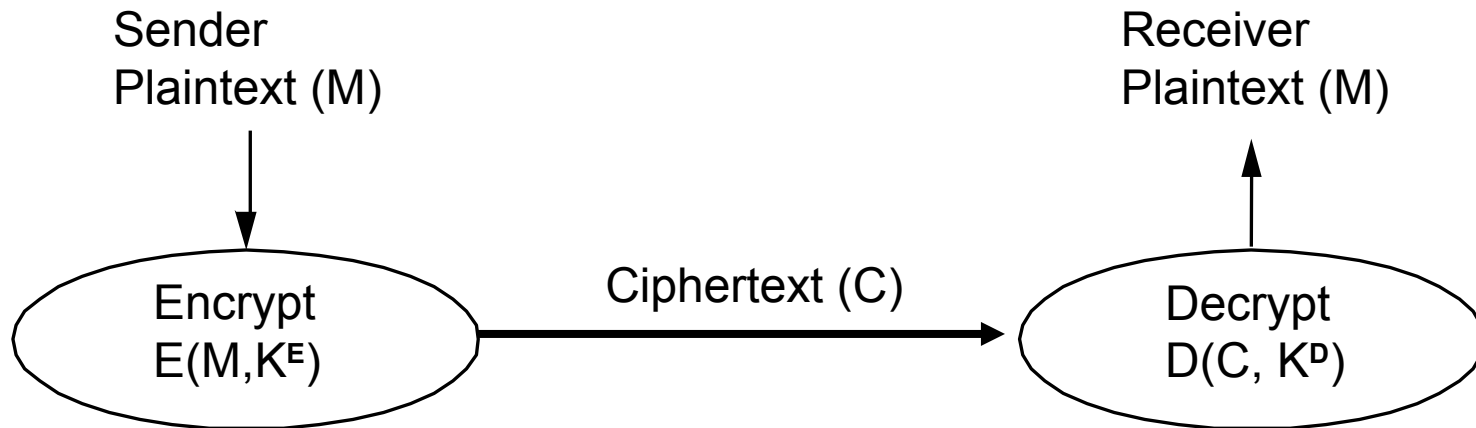 Sender
Plaintext (M)
Receiver
Plaintext (M)
Encrypt
E(M,Kᴱ)
Ciphertext (C)
Decrypt
D(C, Kᴰ)